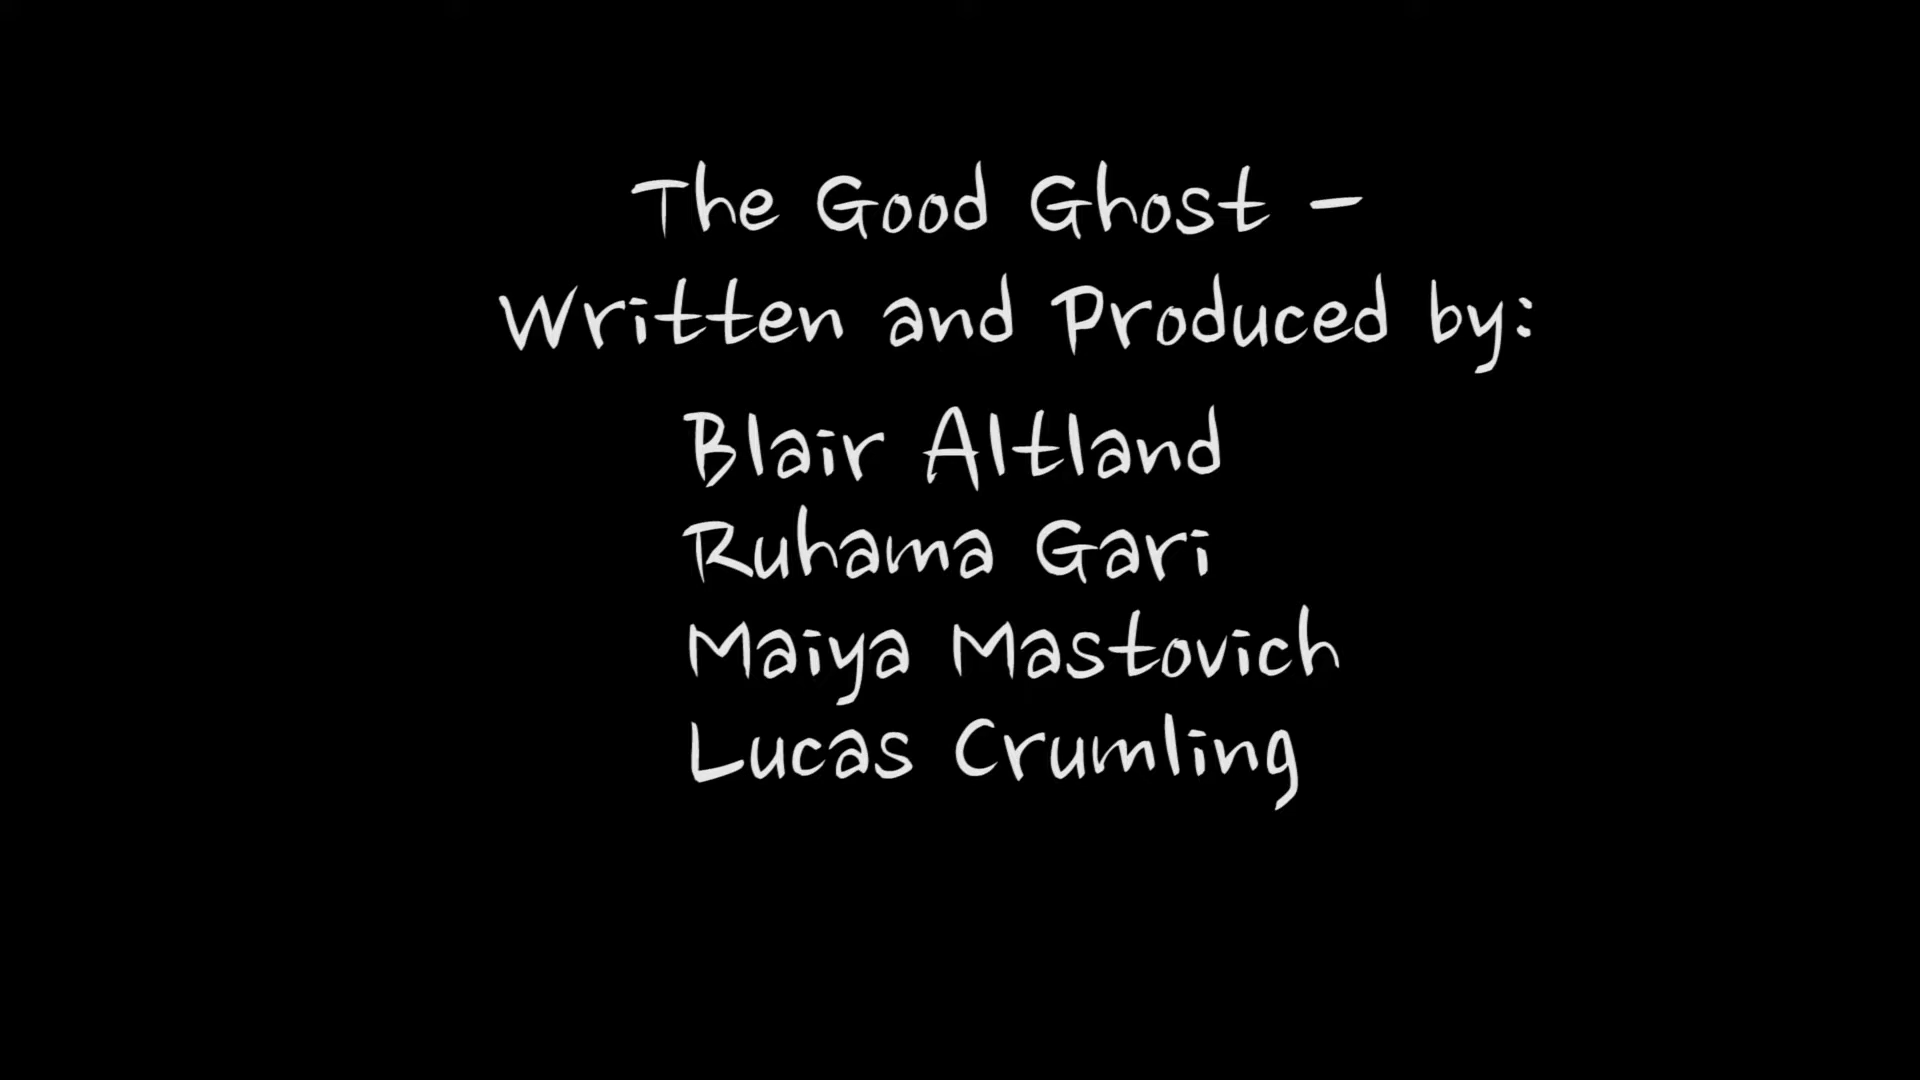 The Good Ghost -
Written and Produced by:
Blair Altland
Ruhama Gari
Maiya Mastovich
Lucas Crumling